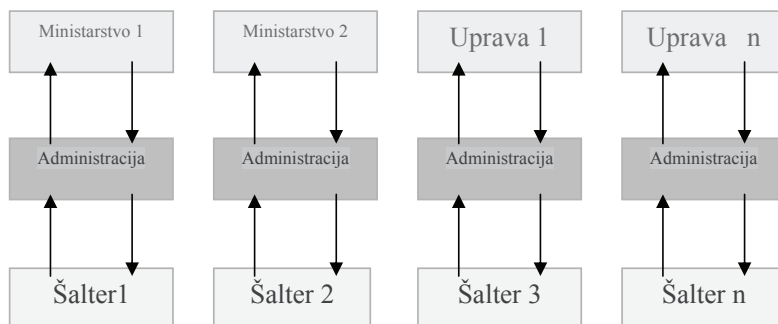 Ministarstvo 1
Ministarstvo 2
Uprava 1
Uprava n
Administracija
Administracija
Administracija
Administracija
Šalter1
Šalter 2
Šalter 3
Šalter n